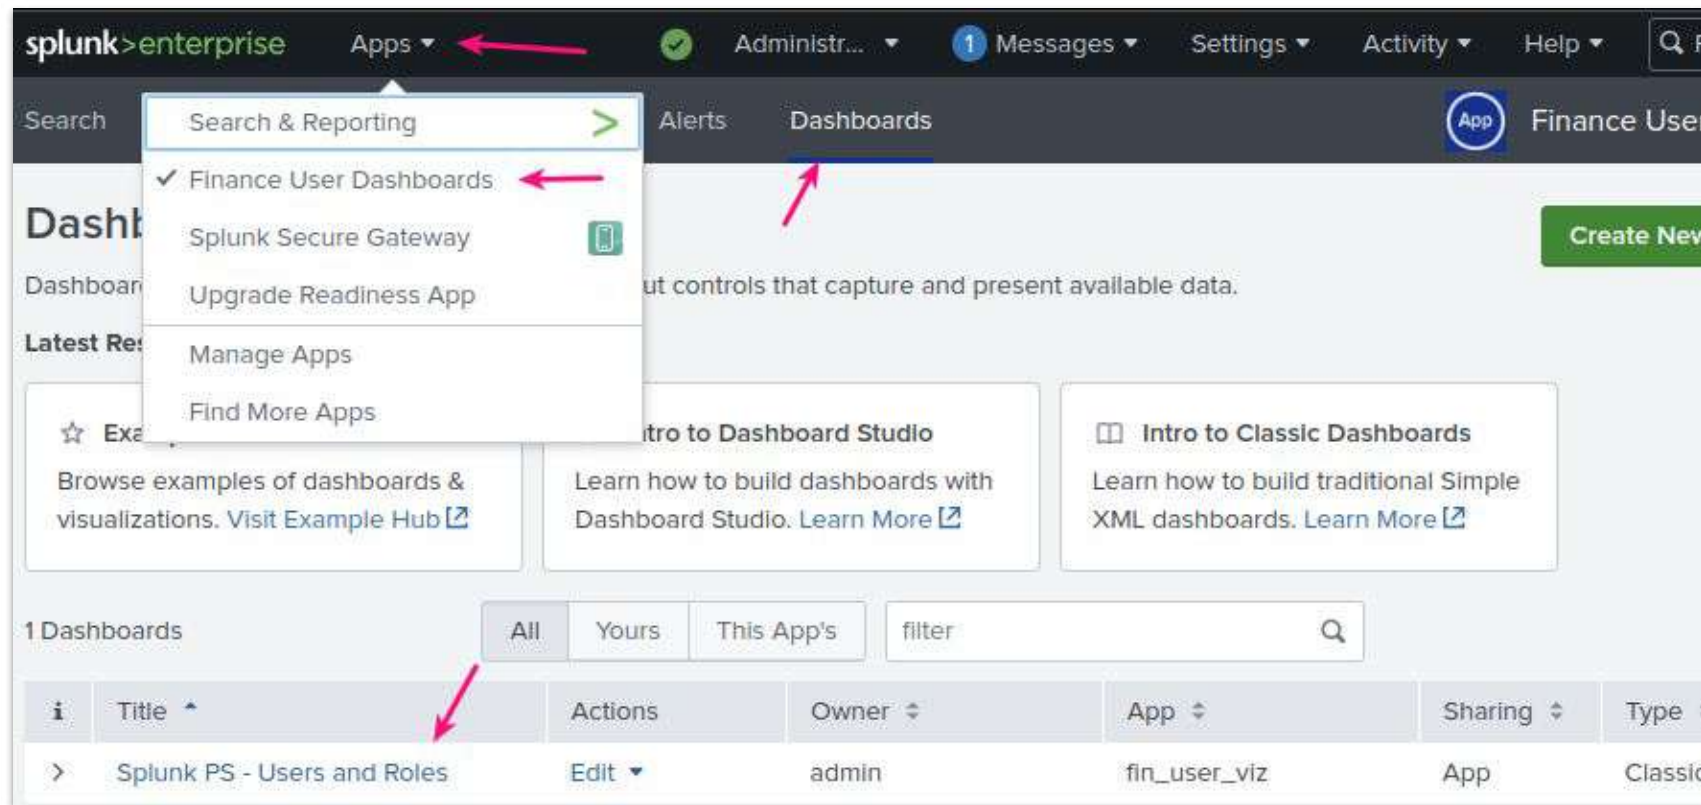 splunk>enterprise Apps Administr... 1 Messages Settings Activity Help
Search Search & Reporting > Alerts Dashboards App Finance User
Finance User Dashboards
Splunk Secure Gateway Create New
Upgrade Readiness App ut controls that capture and present available data.
Latest
Manage Apps
Find More Apps
Intro to Dashboard Studio Intro to Classic Dashboards
Browse examples of dashboards & Learn how to build dashboards with Learn how to build traditional Simple
visualizations. Visit Example Hub Dashboard Studio. Learn More XML dashboards. Learn More
1 Dashboards All Yours This App's filter
i Title Actions Owner App Sharing Type
Splunk PS - Users and Roles Edit admin fin_user_viz App Classic